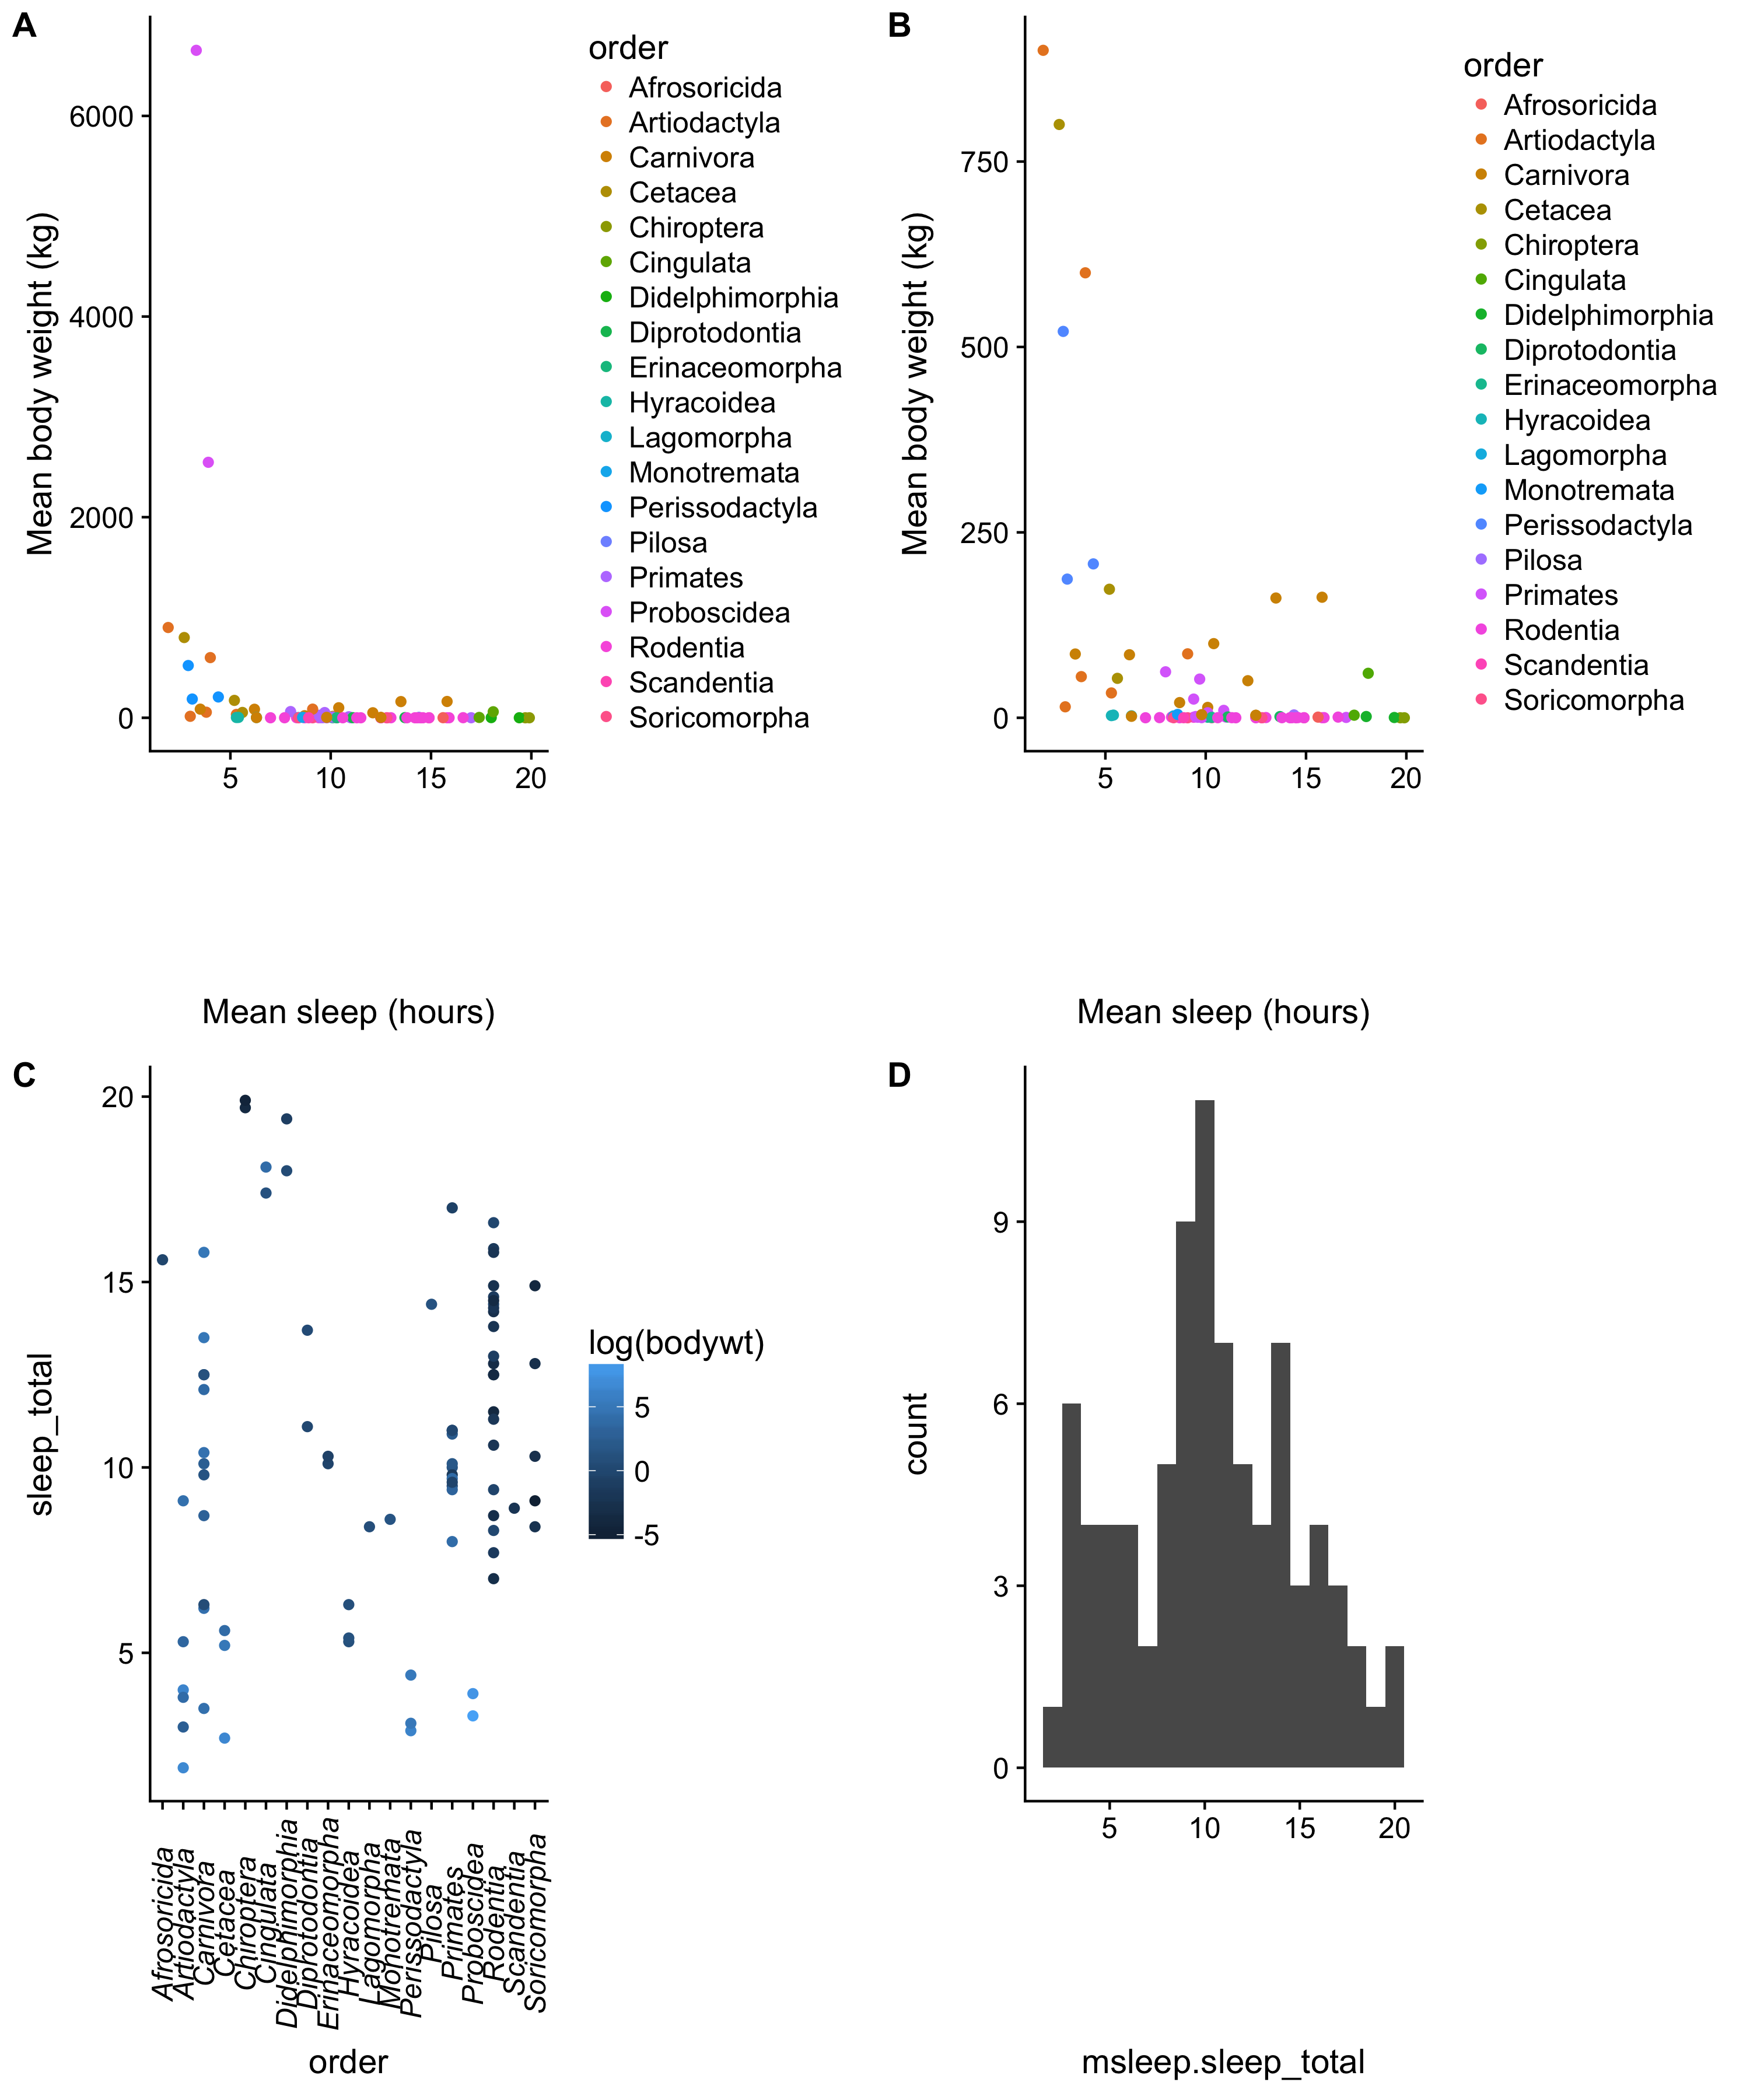 A
Mean body weight (kg)
6000
4000
2000
0
5 10 15 20
Mean sleep (hours)
order
Afrosoricida
Artiodactyla
Carnivora
Cetacea
Chiroptera
Cingulata
Didelphimorphia
Diprotodontia
Erinaceomorpha
Hyracoidea
Lagomorpha
Monotremata
Perissodactyla
Pilosa
Primates
Proboscidea
Rodentia
Scandentia
Soricomorpha
B
Mean body weight (kg)
750
500
250
0
5 10 15 20
Mean sleep (hours)
order
Afrosoricida
Artiodactyla
Carnivora
Cetacea
Chiroptera
Cingulata
Didelphimorphia
Diprotodontia
Erinaceomorpha
Hyracoidea
Lagomorpha
Monotremata
Perissodactyla
Pilosa
Primates
Rodentia
Scandentia
Soricomorpha
C
sleep_total
20
15
10
5
Afrosoricida
Artiodactyla
Carnivora
Cetacea
Chiroptera
Cingulata
Didelphimorphia
Diprotodontia
Erinaceomorpha
Hyracoidea
Lagomorpha
Monotremata
Perissodactyla
Pilosa
Primates
Proboscidea
Rodentia
Scandentia
Soricomorpha
order
log(bodywt)
5
0
-5
D
count
9
6
3
0
5 10 15 20
msleep.sleep_total